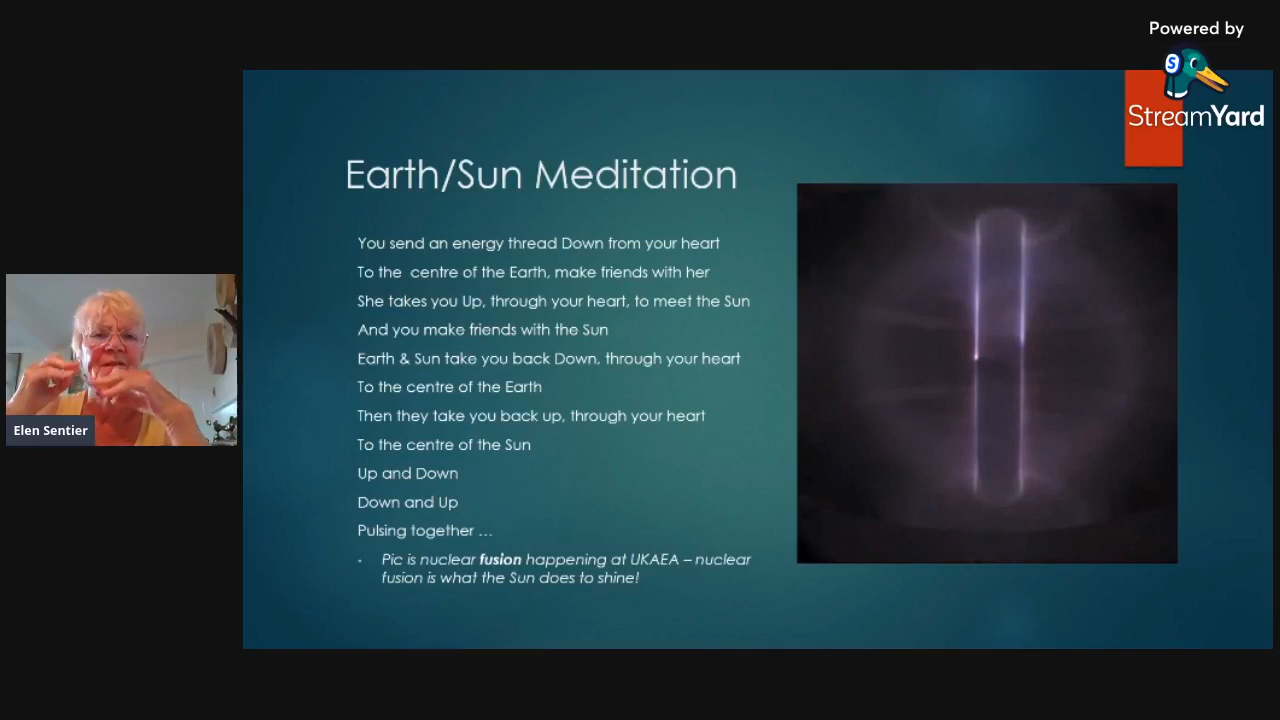 Powered by
S
StreamYard
Earth/Sun Meditation
You send an energy thread Down from your heart
To the centre of the Earth, make friends with her
She takes you Up, through your heart, to meet the Sun
And you make friends with the Sun
Earth & Sun take you back Down, through your heart
To the centre of the Earth
Then they take you back up, through your heart
To the centre of the Sun
Up and Down
Down and Up
Pulsing together …
Pic is nuclear fusion happening at UKAEA – nuclear
fusion is what the Sun does to shine!
Elen Sentier